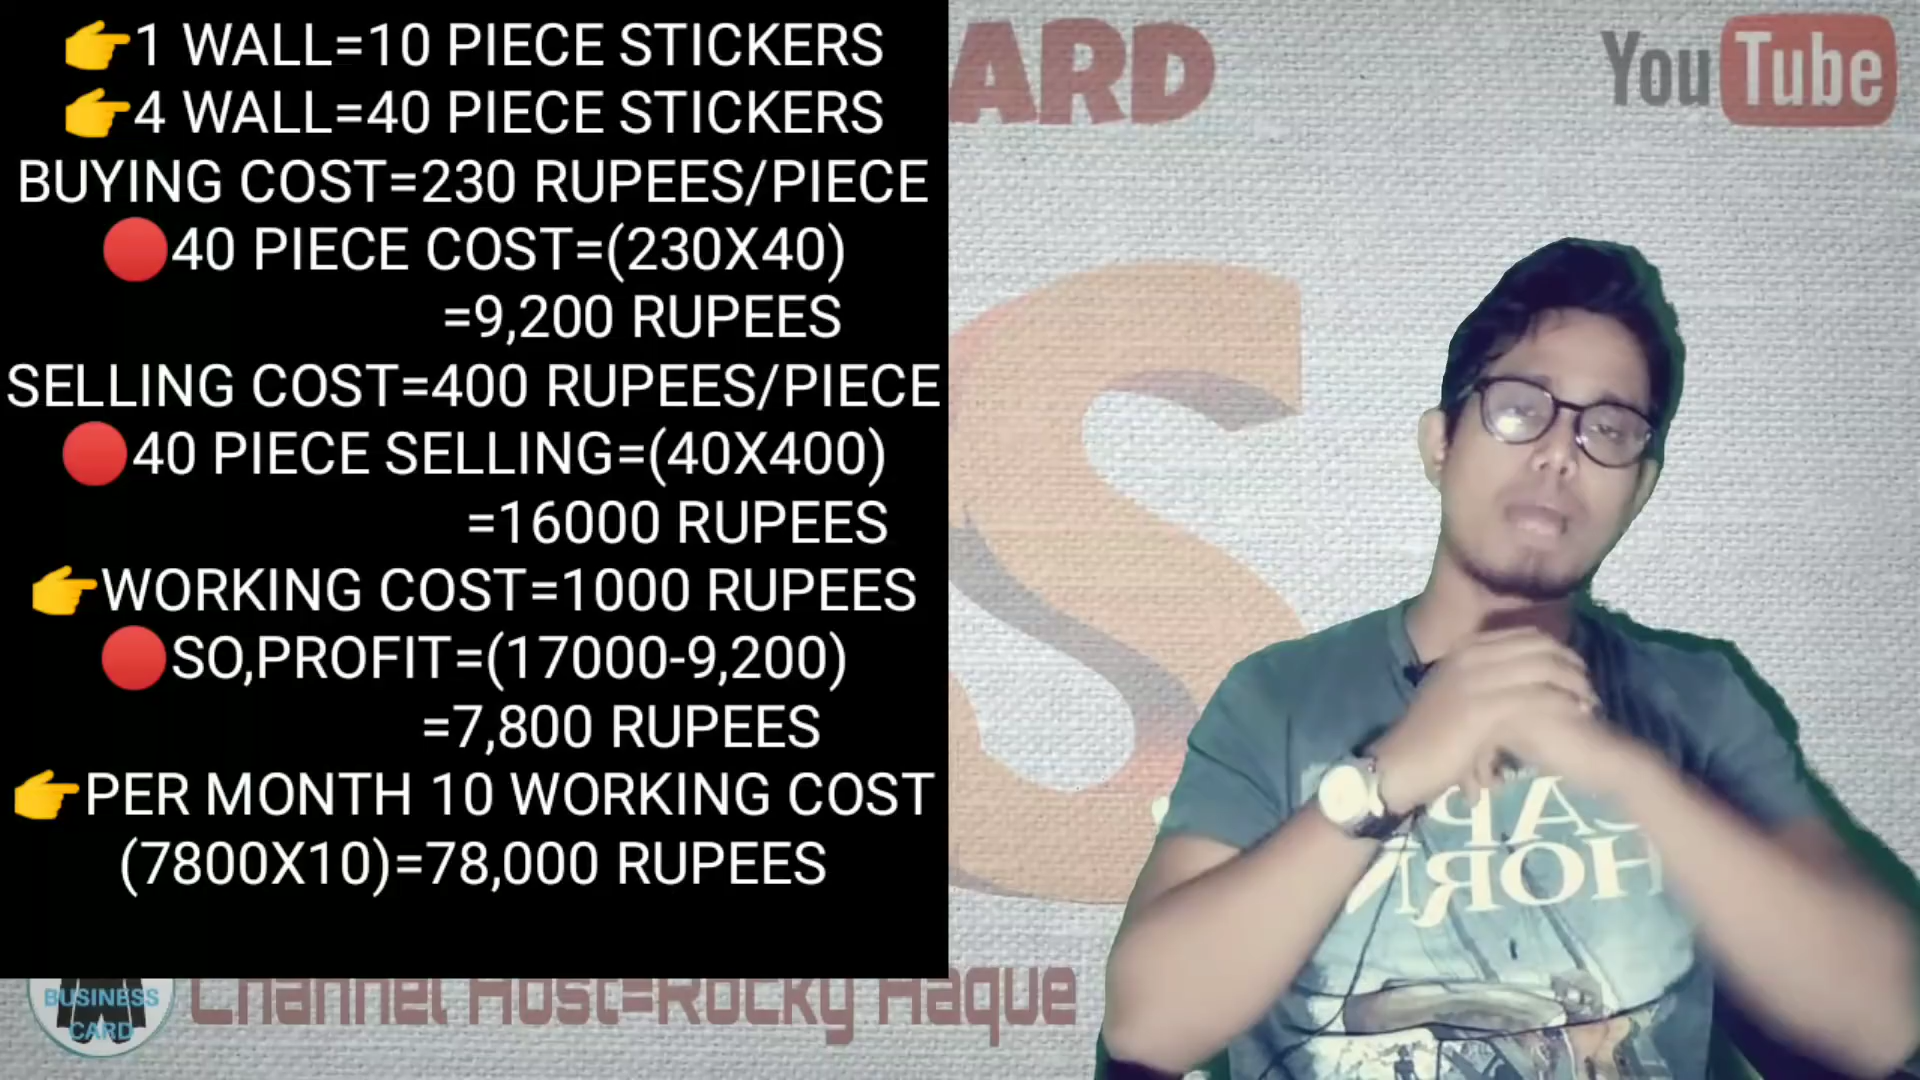 👉1 WALL=10 PIECE STICKERS
👉4 WALL=40 PIECE STICKERS
BUYING COST=230 RUPEES/PIECE
🔴40 PIECE COST=(230X40)
=9,200 RUPEES
SELLING COST=400 RUPEES/PIECE
🔴40 PIECE SELLING=(40X400)
=16000 RUPEES
👉WORKING COST=1000 RUPEES
🔴SO,PROFIT=(17000-9,200)
=7,800 RUPEES
👉PER MONTH 10 WORKING COST
(7800X10)=78,000 RUPEES
ARD
YouTube
S
HORN
BUSINESS
CARD
Channel Host=Rocky Haque